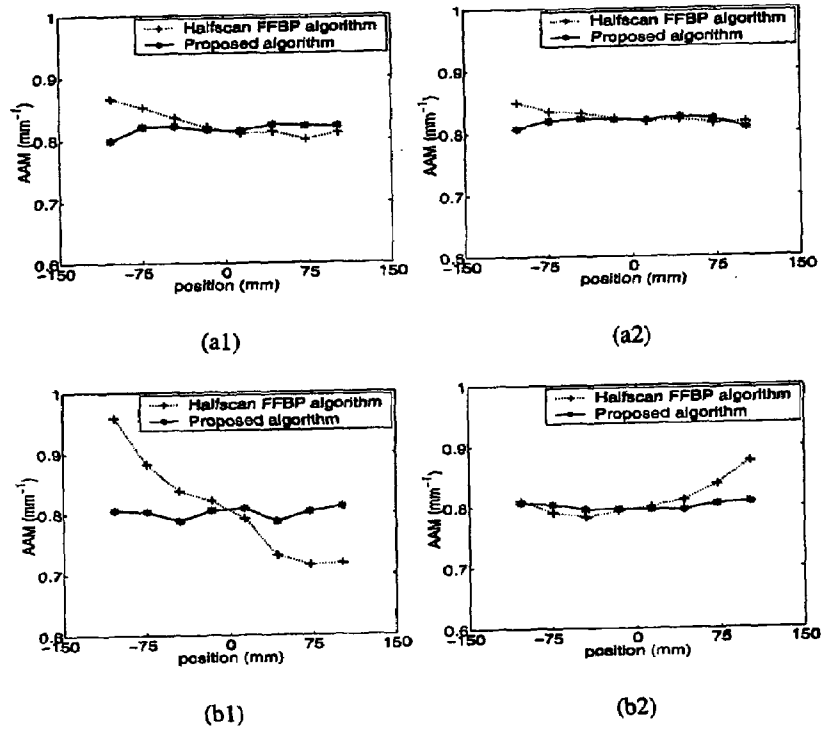 1
Halfscan FFBP algorithm
Proposed algorithm
0.9
0.8
0.7
0.6
AAM (mm⁻¹)
-150
-75
0
75
150
position (mm)
(a1)
1
Halfscan FFBP algorithm
Proposed algorithm
0.9
0.8
0.7
0.6
AAM (mm⁻¹)
-150
-75
0
75
150
position (mm)
(a2)
1
Halfscan FFBP algorithm
Proposed algorithm
0.9
0.8
0.7
0.6
AAM (mm⁻¹)
-150
-75
0
75
150
position (mm)
(b1)
1
Halfscan FFBP algorithm
Proposed algorithm
0.9
0.8
0.7
0.6
AAM (mm⁻¹)
-150
-75
0
75
150
position (mm)
(b2)